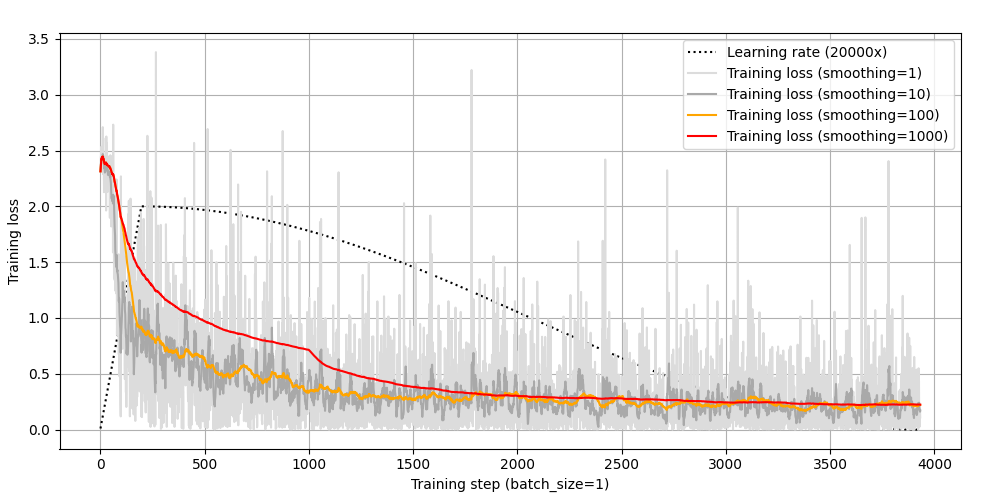 3.5
3.0
2.5
2.0
1.5
1.0
0.5
0.0
Training loss
Learning rate (20000x)
Training loss (smoothing=1)
Training loss (smoothing=10)
Training loss (smoothing=100)
Training loss (smoothing=1000)
0 500 1000 1500 2000 2500 3000 3500 4000
Training step (batch_size=1)